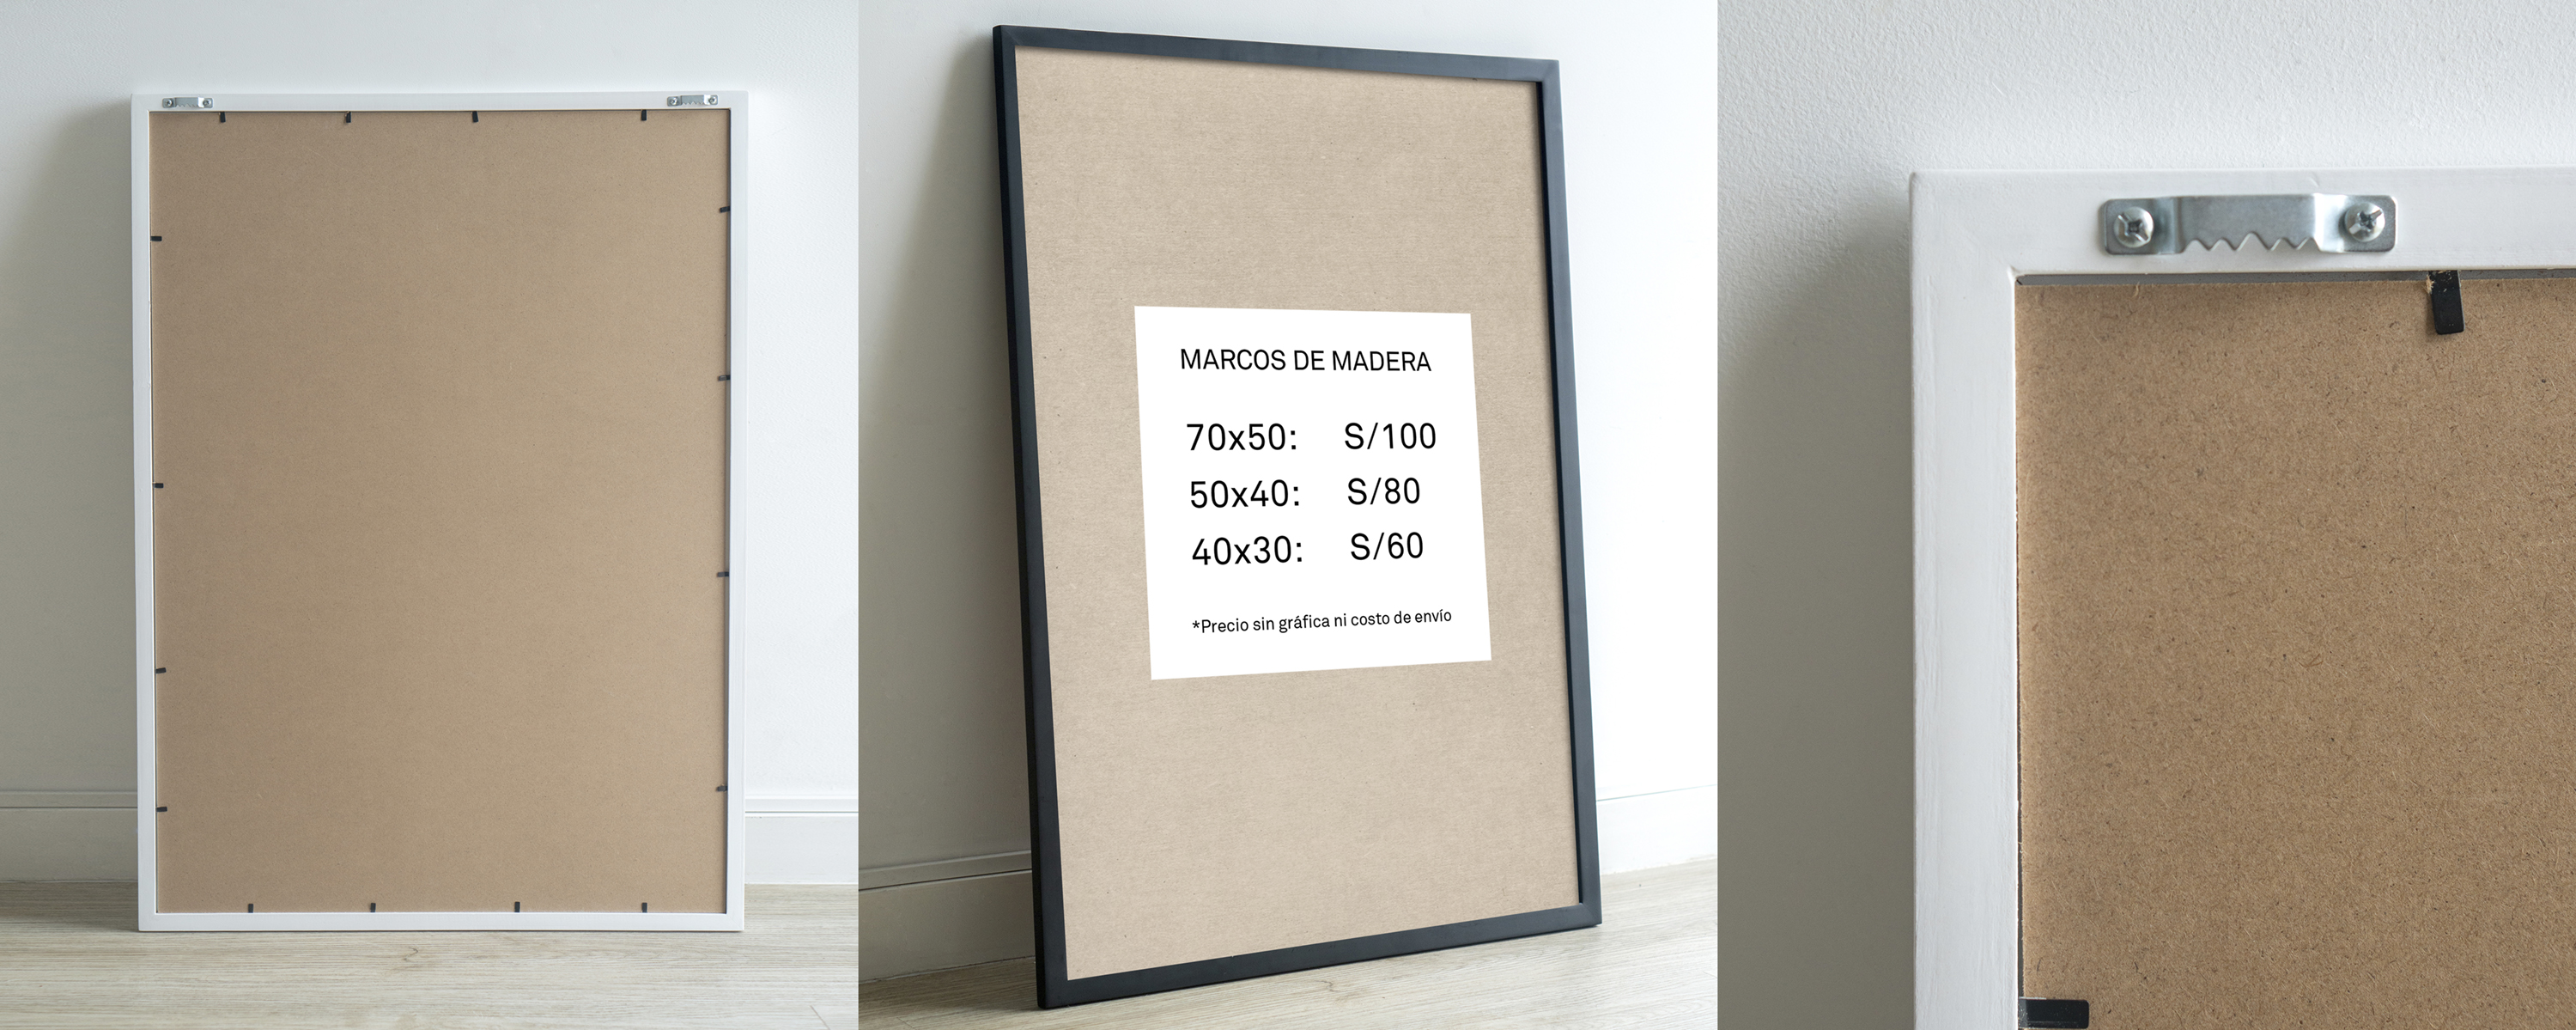 MARCOS DE MADERA
70x50: S/100
50x40: S/80
40x30: S/60
*Precio sin gráfica ni costo de envío